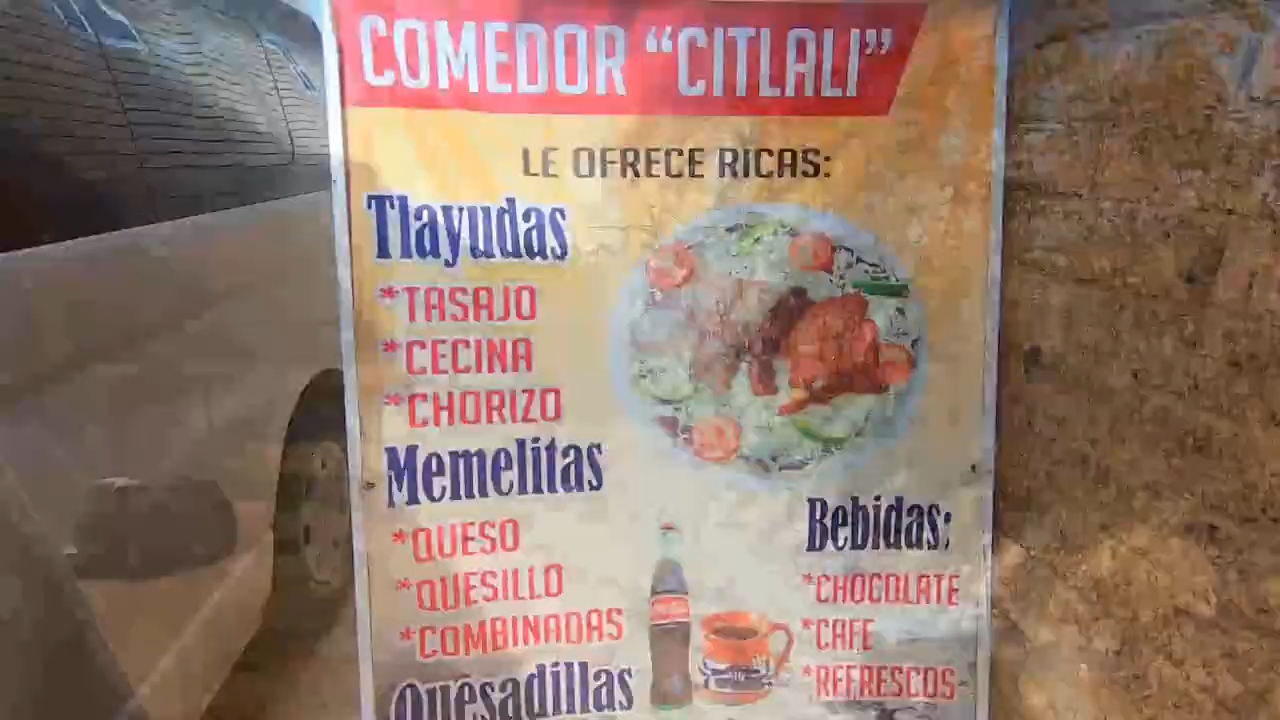 COMEDOR "CITLALI"
LE OFRECE RICAS:
Tlayudas
*TASAJO
*CECINA
*CHORIZO
Memelitas
*QUESO
*QUESILLO
*COMBINADAS
Quesadillas
Bebidas:
*CHOCOLATE
*CAFE
*REFRESCOS